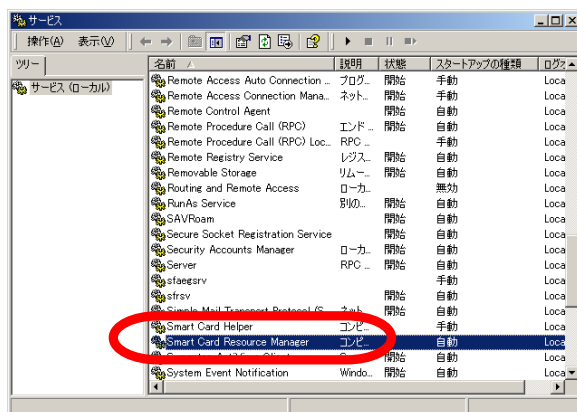 サービス
操作(A) 表示(V)
ツリー
サービス (ローカル)
名前 説明 状態 スタートアップの種類 ログオ
Remote Access Auto Connection ... プログ... 開始 手動 Loca
Remote Access Connection Mana... ネット... 開始 手動 Loca
Remote Control Agent 開始 自動 Loca
Remote Procedure Call (RPC) エンド ... 開始 自動 Loca
Remote Procedure Call (RPC) Loc... RPC ... 手動 Loca
Remote Registry Service レジス... 開始 自動 Loca
Removable Storage リムー... 開始 自動 Loca
Routing and Remote Access ローカ... 無効 Loca
RunAs Service 別の... 開始 自動 Loca
SAVRoam 開始 自動 Loca
Secure Socket Registration Service 開始 自動 Loca
Security Accounts Manager ローカ... 開始 自動 Loca
Server RPC ... 開始 自動 Loca
sfaegsrv 手動 Loca
sfrsv 開始 自動 Loca
Simple Mail Transport Protocol (S... ネット... 開始 自動 Loca
Smart Card Helper コンピ... 手動 Loca
Smart Card Resource Manager コンピ... 自動 Loca
開始 自動 Loca
System Event Notification Windo... 開始 自動 Loca